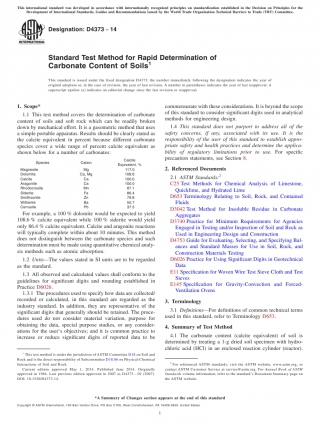 This international standard was developed in accordance with internationally recognized principles on standardization established in the Decision on Principles for the
Development of International Standards, Guides and Recommendations issued by the World Trade Organization Technical Barriers to Trade (TBT) Committee.
Designation: D4373 − 14
Standard Test Method for Rapid Determination of
Carbonate Content of Soils¹
This standard is issued under the fixed designation D4373; the number immediately following the designation indicates the year of
original adoption or, in the case of revision, the year of last revision. A number in parentheses indicates the year of last reapproval. A
superscript epsilon (ε) indicates an editorial change since the last revision or reapproval.
1. Scope*
1.1 This test method covers the determination of carbonate
content of soils and soft rock which can be readily broken
down by mechanical effort. It is a gasometric method that uses
a simple portable apparatus. Results should be clearly stated as
the calcite equivalent in percent because different carbonate
species cover a wide range of percent calcite equivalent as
shown below for a number of carbonates:
Species Cation Calcite
Equivalent, %
Magnesite Mg 117.0
Dolomite Ca, Mg 108.6
Calcite Ca 100.0
Aragonite Ca 100.0
Rhodocrosite Mn 87.1
Siderite Fe 86.4
Smithsonite Zn 79.8
Witherite Ba 50.7
Cerrusite Pb 37.5
For example, a 100 % dolomite would be expected to yield
108.6 % calcite equivalent while 100 % siderite would yield
only 86.4 % calcite equivalent. Calcite and aragonite reactions
will typically complete within about 10 minutes. This method
does not distinguish between the carbonate species and such
determination must be made using quantitative chemical analy-
sis methods such as atomic absorption.
1.2 Units—The values stated in SI units are to be regarded
as the standard.
1.3 All observed and calculated values shall conform to the
guidelines for significant digits and rounding established in
Practice D6026.
1.3.1 The procedures used to specify how data are collected/
recorded or calculated, in this standard are regarded as the
industry standard. In addition, they are representative of the
significant digits that generally should be retained. The proce-
dures used do not consider material variation, purpose for
obtaining the data, special purpose studies, or any consider-
ations for the user's objectives; and it is common practice to
increase or reduce significant digits of reported data to be
¹ This test method is under the jurisdiction of ASTM Committee D18 on Soil and
Rock and is the direct responsibility of Subcommittee D18.06 on Physical-Chemical
Interactions of Soil and Rock.
Current edition approved May 1, 2014. Published June 2014. Originally
approved in 1984. Last previous edition approved in 2007 as D4373 – 02 (2007).
DOI: 10.1520/D4373-14.
commensurate with these considerations. It is beyond the scope
of this standard to consider significant digits used in analytical
methods for engineering design.
1.4 This standard does not purport to address all of the
safety concerns, if any, associated with its use. It is the
responsibility of the user of this standard to establish appro-
priate safety and health practices and determine the applica-
bility of regulatory limitations prior to use. For specific
precautions statements, see Section 8.
2. Referenced Documents
2.1 ASTM Standards:²
C25 Test Methods for Chemical Analysis of Limestone,
Quicklime, and Hydrated Lime
D653 Terminology Relating to Soil, Rock, and Contained
Fluids
D3042 Test Method for Insoluble Residue in Carbonate
Aggregates
D3740 Practice for Minimum Requirements for Agencies
Engaged in Testing and/or Inspection of Soil and Rock as
Used in Engineering Design and Construction
D4753 Guide for Evaluating, Selecting, and Specifying Bal-
ances and Standard Masses for Use in Soil, Rock, and
Construction Materials Testing
D6026 Practice for Using Significant Digits in Geotechnical
Data
E11 Specification for Woven Wire Test Sieve Cloth and Test
Sieves
E145 Specification for Gravity-Convection and Forced-
Ventilation Ovens
3. Terminology
3.1 Definitions—For definitions of common technical terms
used in this standard, refer to Terminology D653.
4. Summary of Test Method
4.1 The carbonate content (calcite equivalent) of soil is
determined by treating a 1-g dried soil specimen with hydro-
chloric acid (HCl) in an enclosed reaction cylinder (reactor).
² For referenced ASTM standards, visit the ASTM website, www.astm.org, or
contact ASTM Customer Service at service@astm.org. For Annual Book of ASTM
Standards volume information, refer to the standard's Document Summary page on
the ASTM website.
*A Summary of Changes section appears at the end of this standard
Copyright © ASTM International, 100 Barr Harbor Drive, PO Box C700, West Conshohocken, PA 19428-2959. United States
1